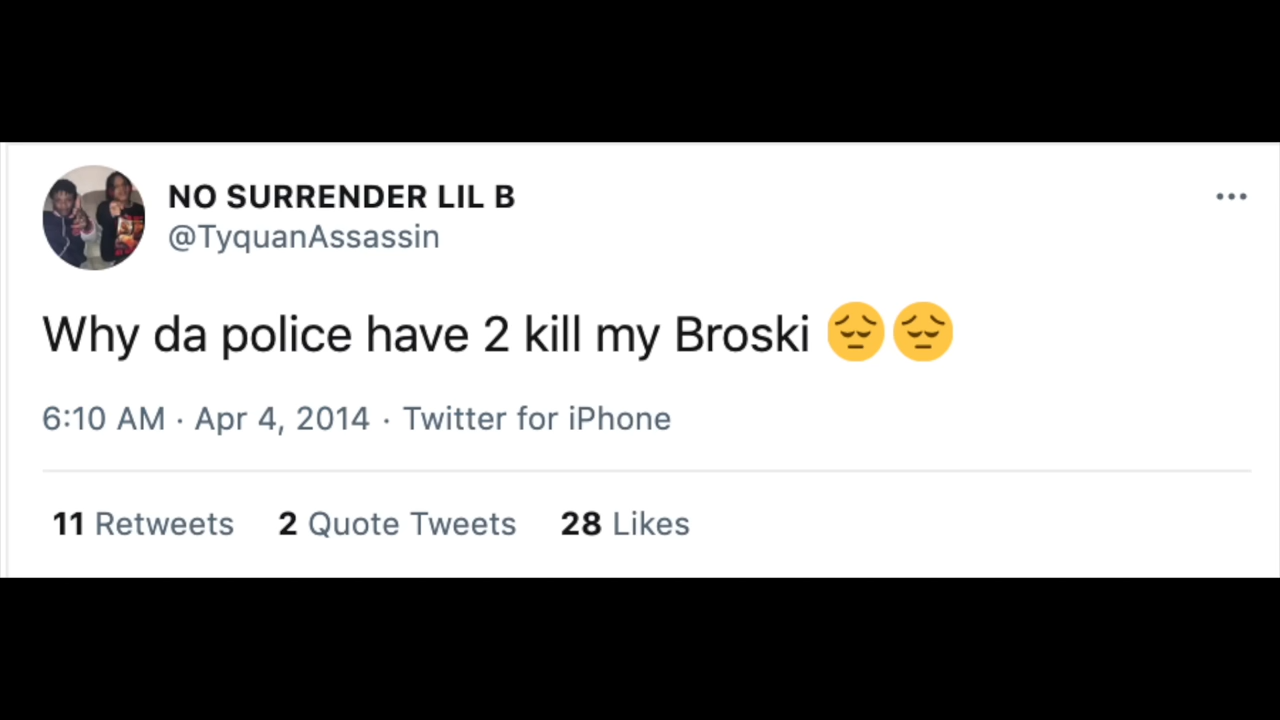 NO SURRENDER LIL B
@TyquanAssassin
Why da police have 2 kill my Broski 😔😔
6:10 AM · Apr 4, 2014 · Twitter for iPhone
11 Retweets 2 Quote Tweets 28 Likes